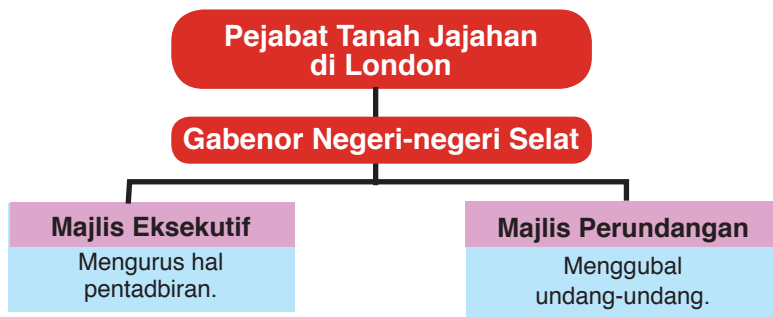 Pejabat Tanah Jajahan
di London
Gabenor Negeri-negeri Selat
Majlis Eksekutif
Mengurus hal
pentadbiran.
Majlis Perundangan
Menggubal
undang-undang.